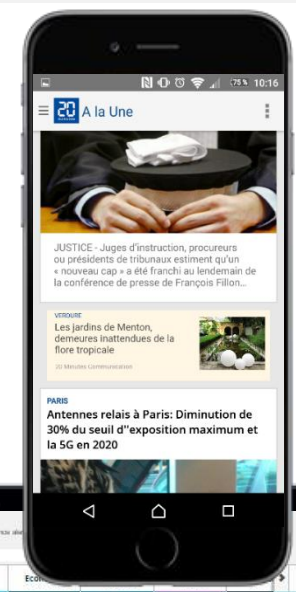 75% 10:16
20 A la Une
JUSTICE - Juges d'instruction, procureurs
ou présidents de tribunaux estiment qu'un
« nouveau cap » a été franchi au lendemain de
la conférence de presse de François Fillon...
VERDURE
Les jardins de Menton,
demeures inattendues de la
flore tropicale
20 Minutes Communication
PARIS
Antennes relais à Paris: Diminution de
30% du seuil d''exposition maximum et
la 5G en 2020